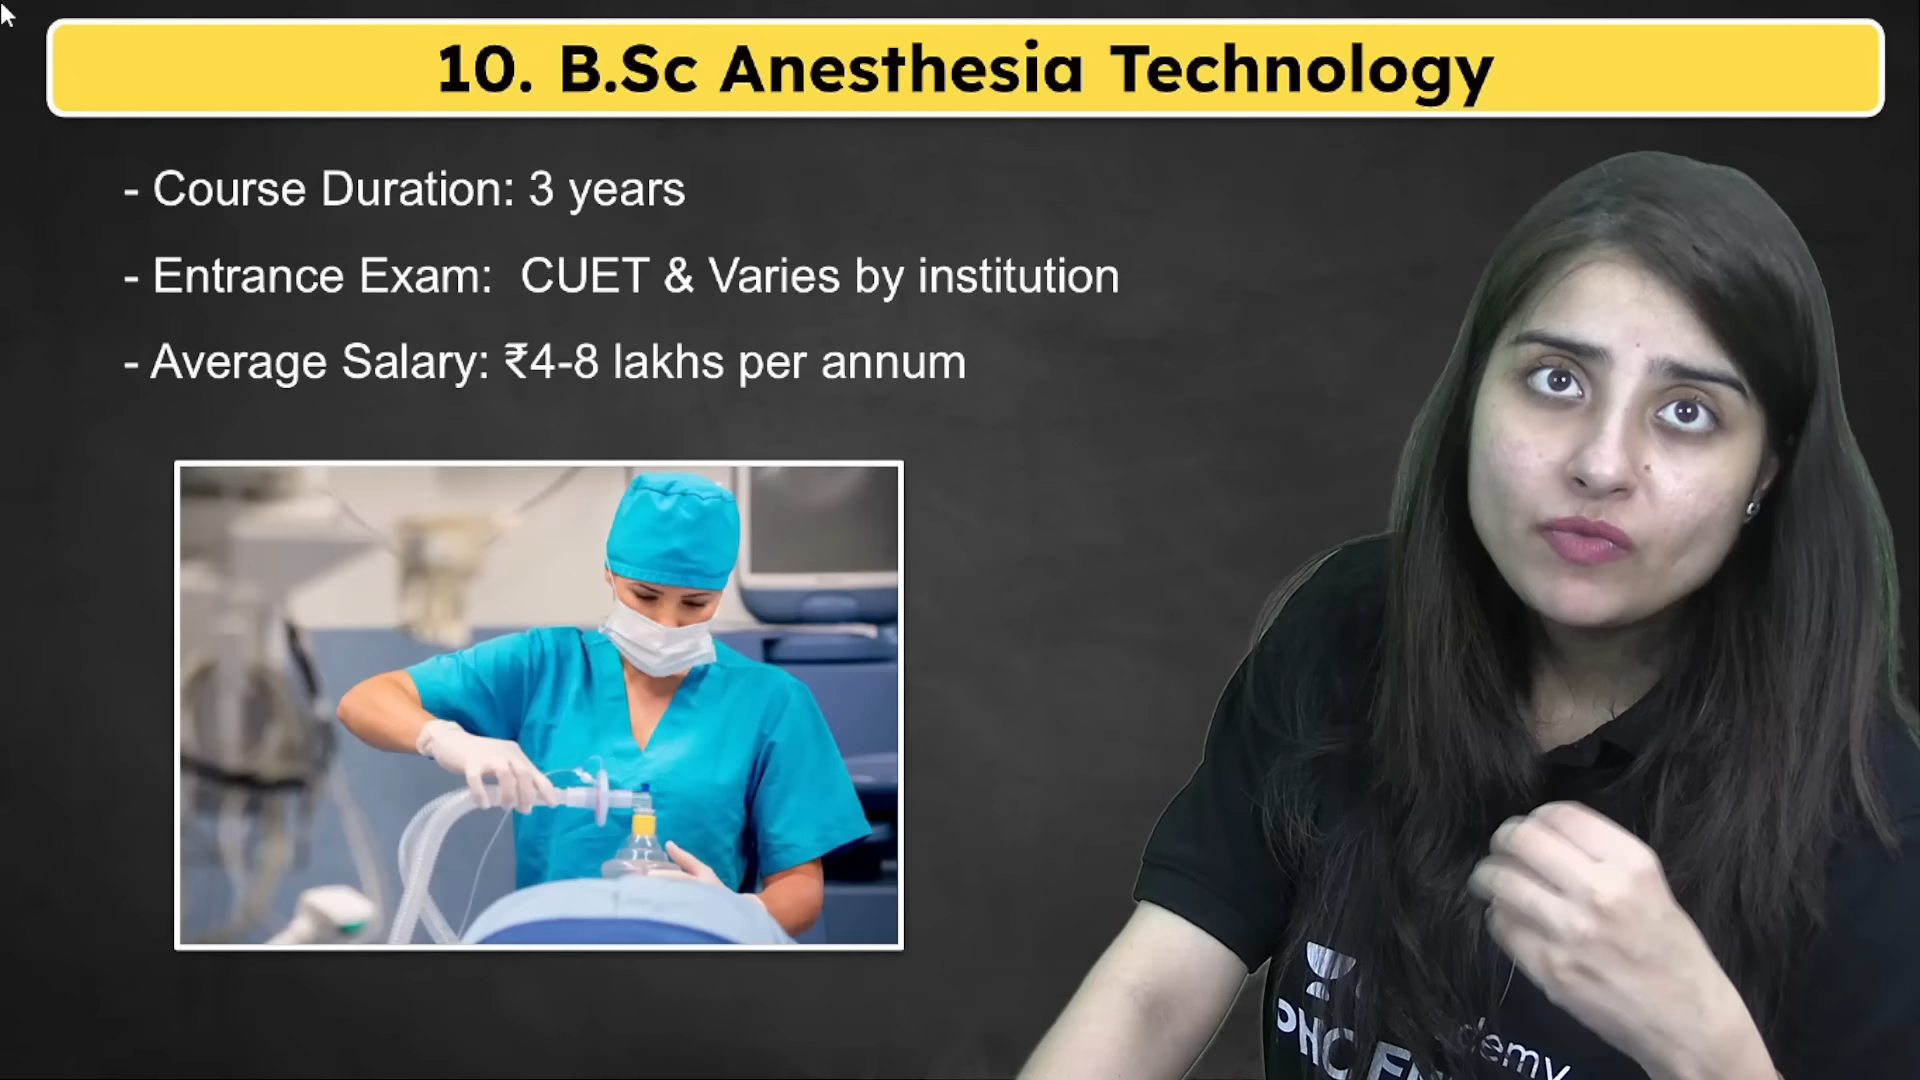 10. B.Sc Anesthesia Technology
- Course Duration: 3 years
- Entrance Exam: CUET & Varies by institution
- Average Salary: ₹4-8 lakhs per annum